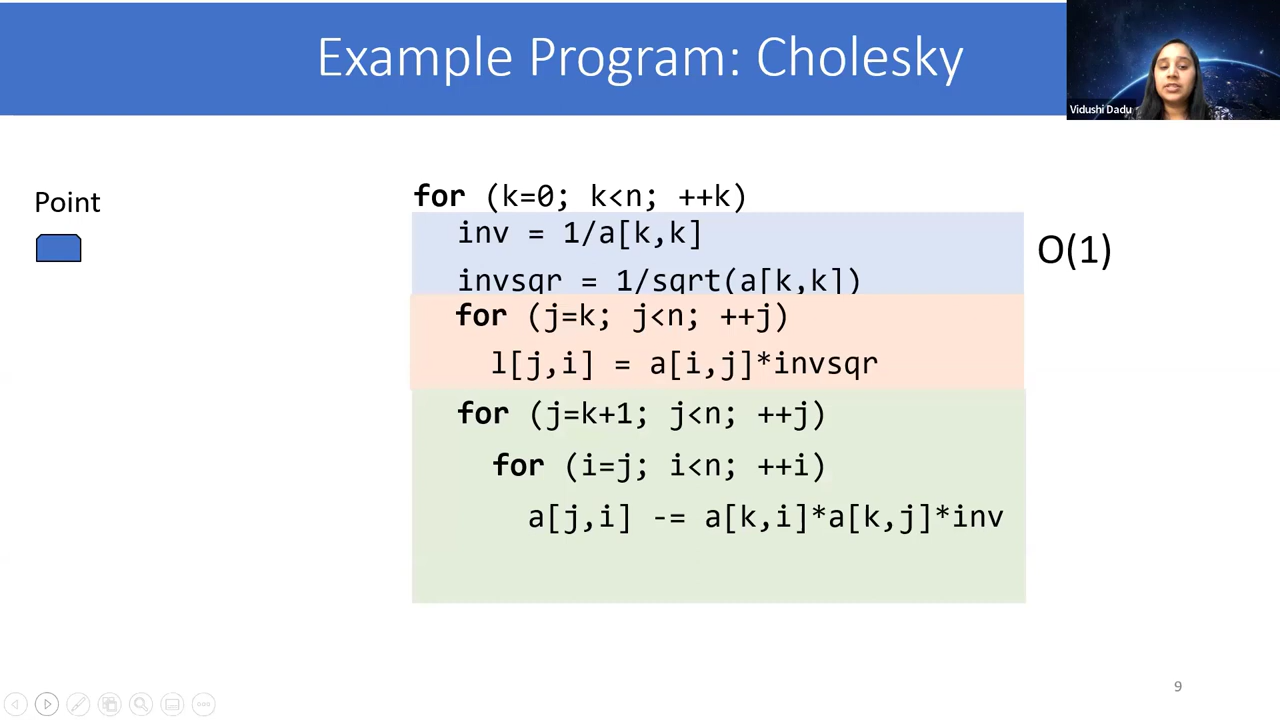 Example Program: Cholesky
Vidushi Dadu
Point
for (k=0; k<n; ++k)
inv = 1/a[k,k]
O(1)
invsqr = 1/sqrt(a[k,k])
for (j=k; j<n; ++j)
l[j,i] = a[i,j]*invsqr
for (j=k+1; j<n; ++j)
for (i=j; i<n; ++i)
a[j,i] -= a[k,i]*a[k,j]*inv
9